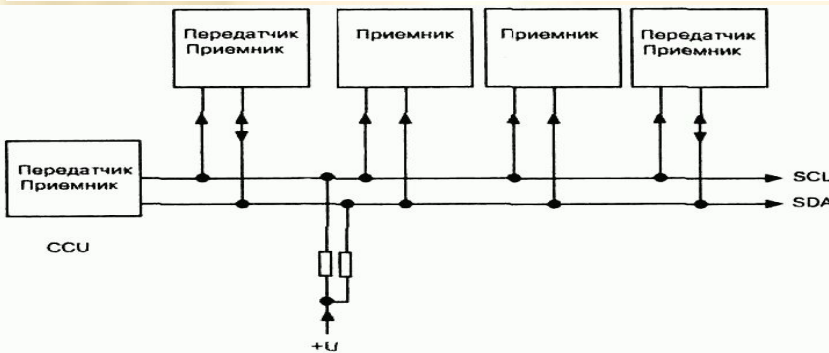 Передатчик
Приемник
Приемник
Приемник
Передатчик
Приемник
Передатчик
Приемник
SCL
SDA
CCU
+U